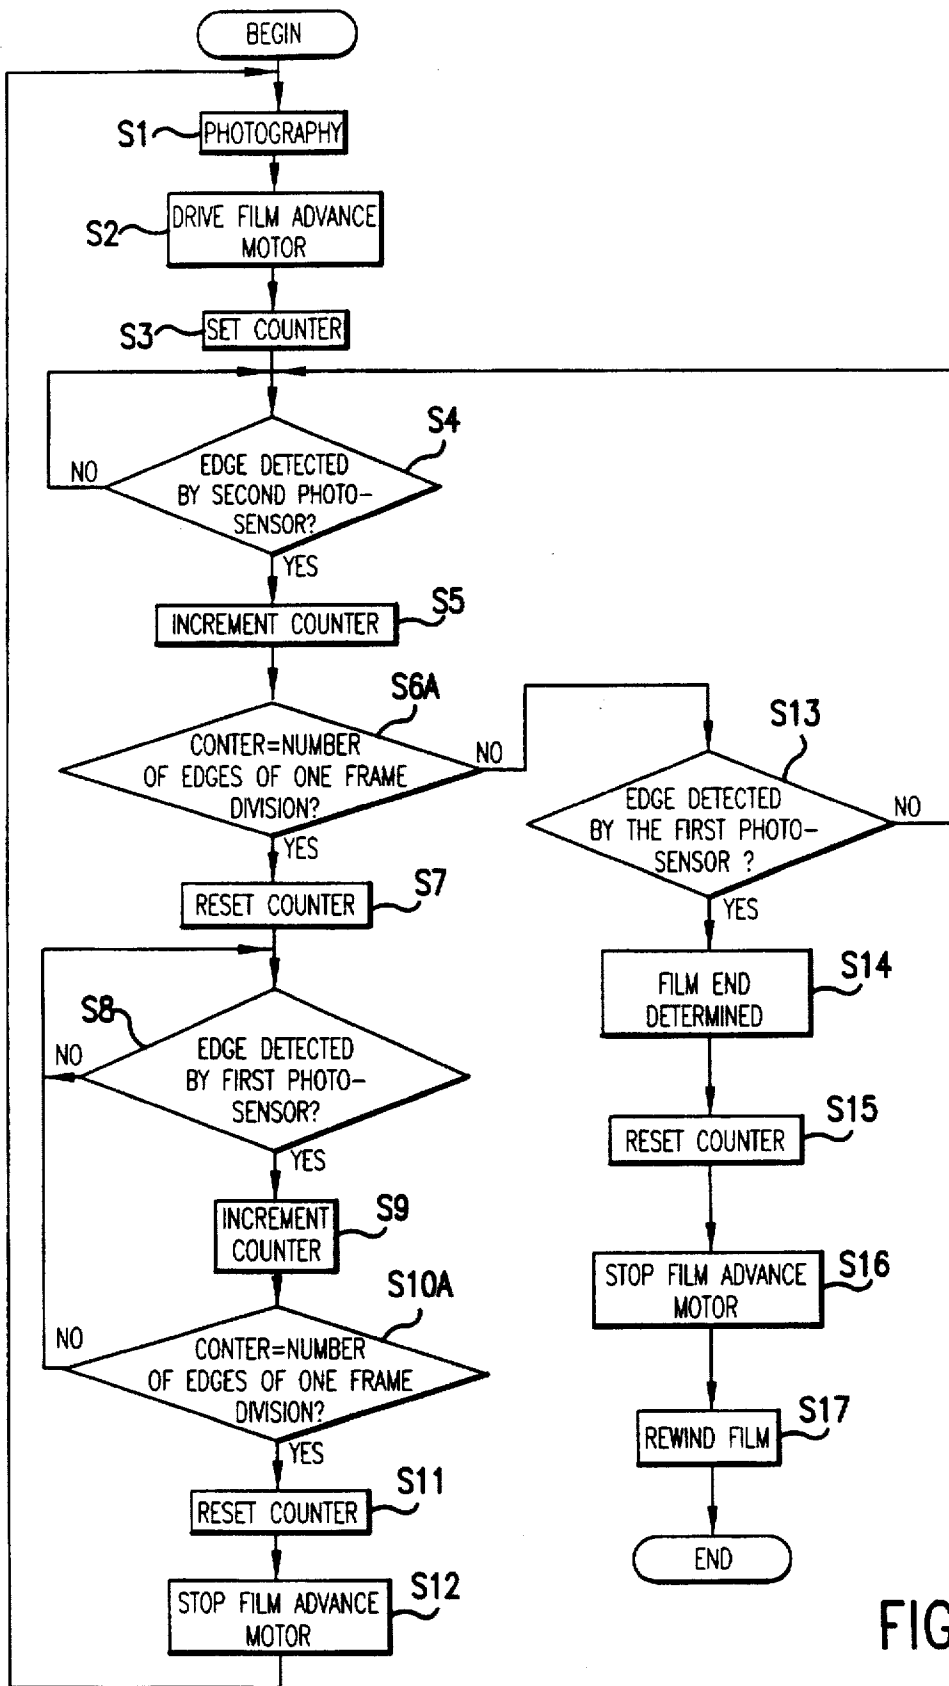 BEGIN
S1
PHOTOGRAPHY
S2
DRIVE FILM ADVANCE
MOTOR
S3
SET COUNTER
S4
NO
EDGE DETECTED
BY SECOND PHOTO-
SENSOR?
YES
S5
INCREMENT COUNTER
S6A
CONTER=NUMBER
OF EDGES OF ONE FRAME
DIVISION?
NO
YES
S13
EDGE DETECTED
BY THE FIRST PHOTO-
SENSOR ?
NO
YES
S7
RESET COUNTER
S14
FILM END
DETERMINED
S8
NO
EDGE DETECTED
BY FIRST PHOTO-
SENSOR?
YES
S15
RESET COUNTER
S9
INCREMENT
COUNTER
S16
STOP FILM ADVANCE
MOTOR
S10A
NO
CONTER=NUMBER
OF EDGES OF ONE FRAME
DIVISION?
YES
S17
REWIND FILM
S11
RESET COUNTER
END
S12
STOP FILM ADVANCE
MOTOR
FIG